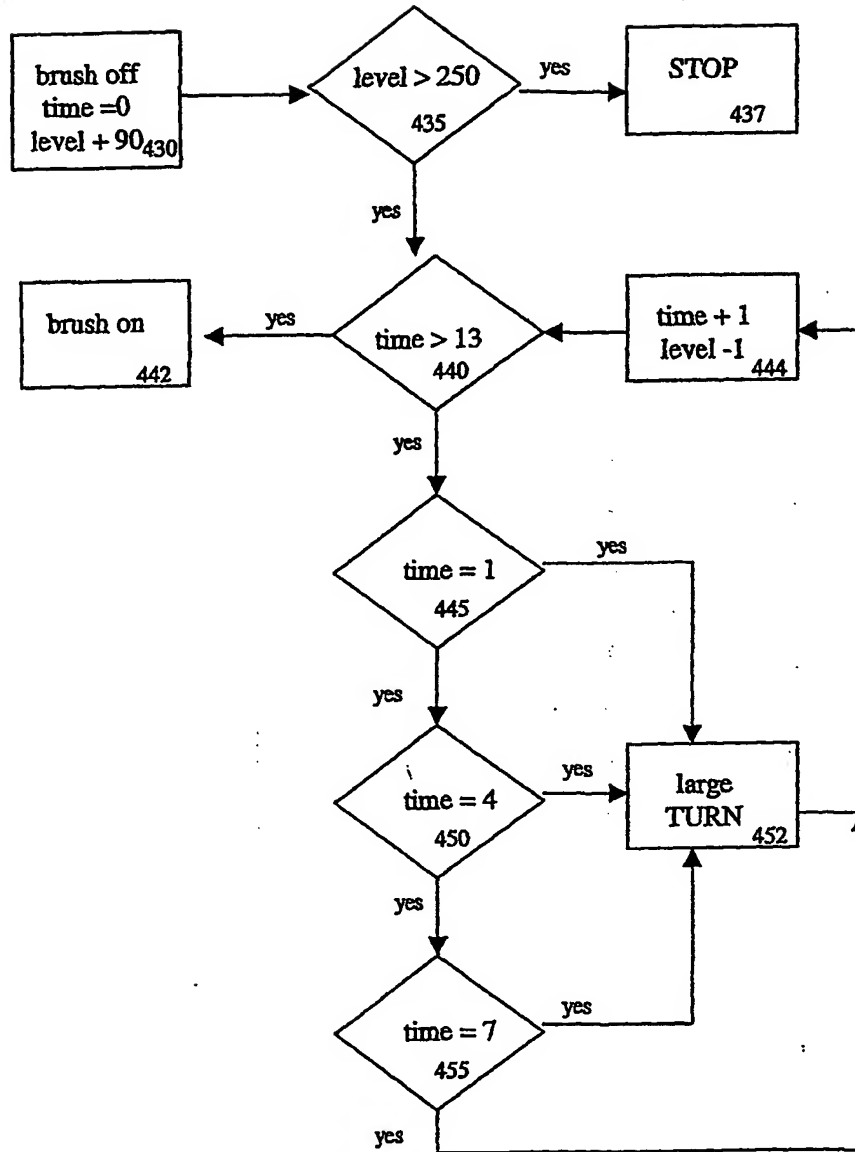 brush off
time =0
level + 90 430
level > 250
435
yes
STOP
437
yes
brush on
442
yes
time > 13
440
time + 1
level -1
444
yes
time = 1
445
yes
yes
time = 4
450
yes
large
TURN
452
yes
time = 7
455
yes
yes